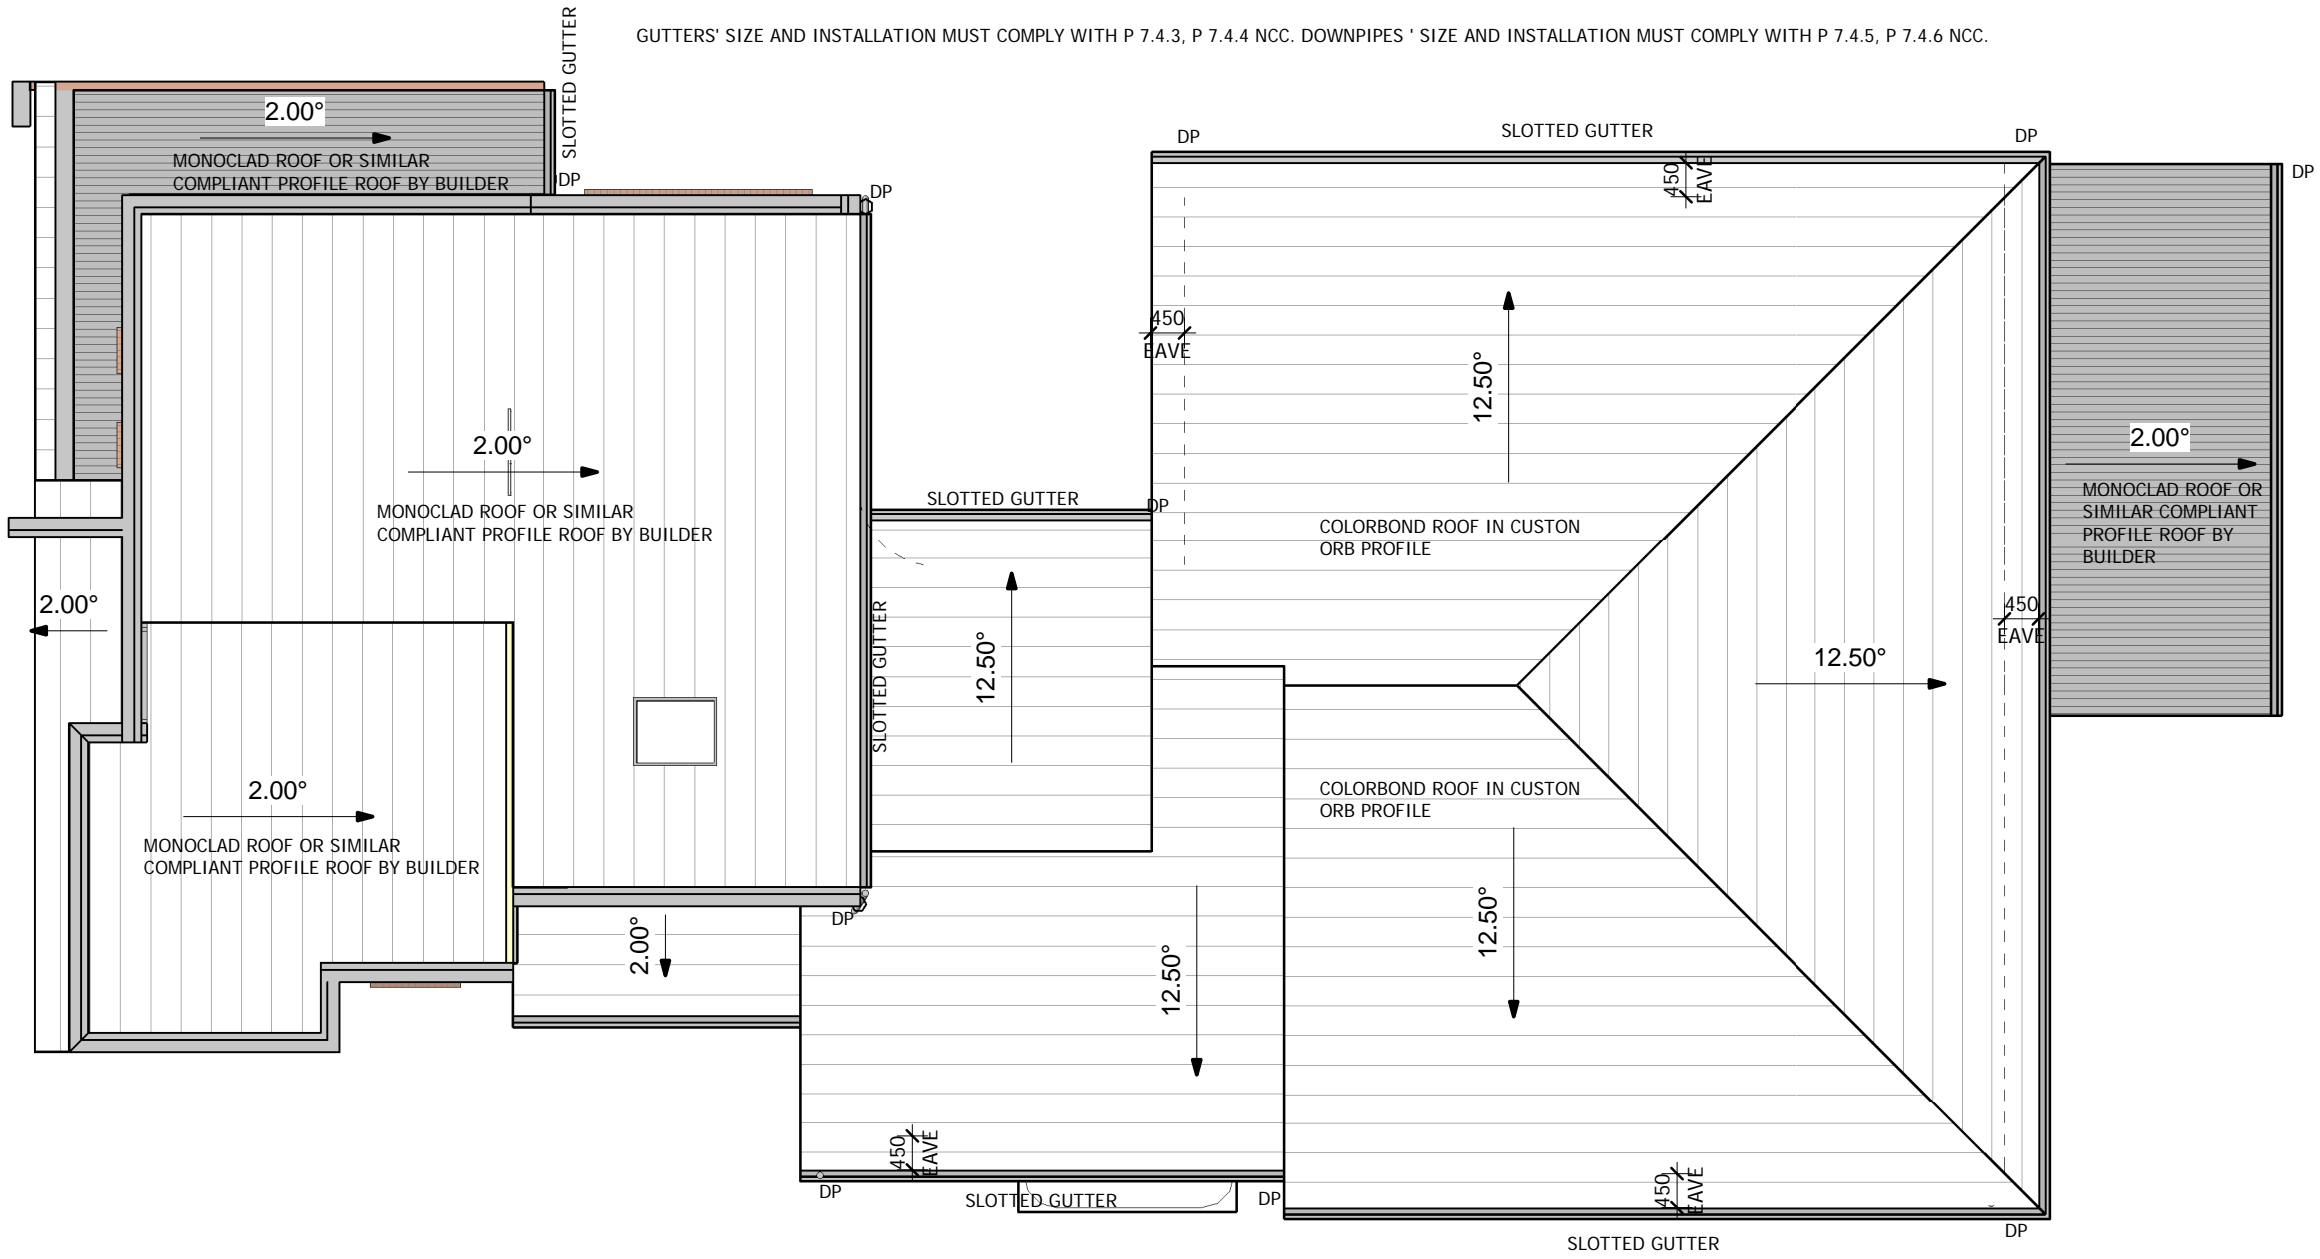 SLOTTED GUTTER
GUTTERS' SIZE AND INSTALLATION MUST COMPLY WITH P 7.4.3, P 7.4.4 NCC. DOWNPIPES ' SIZE AND INSTALLATION MUST COMPLY WITH P 7.4.5, P 7.4.6 NCC.
2.00°
MONOCLAD ROOF OR SIMILAR
COMPLIANT PROFILE ROOF BY BUILDER
DP
DP
DP
SLOTTED GUTTER
DP
DP
450
EAVE
450
EAVE
12.50°
2.00°
MONOCLAD ROOF OR SIMILAR
COMPLIANT PROFILE ROOF BY BUILDER
SLOTTED GUTTER
DP
COLORBOND ROOF IN CUSTON
ORB PROFILE
2.00°
MONOCLAD ROOF OR
SIMILAR COMPLIANT
PROFILE ROOF BY
BUILDER
2.00°
SLOTTED GUTTER
12.50°
450
EAVE
12.50°
2.00°
MONOCLAD ROOF OR SIMILAR
COMPLIANT PROFILE ROOF BY BUILDER
COLORBOND ROOF IN CUSTON
ORB PROFILE
DP
2.00°
12.50°
12.50°
450
EAVE
450
EAVE
DP
SLOTTED GUTTER
DP
DP
SLOTTED GUTTER